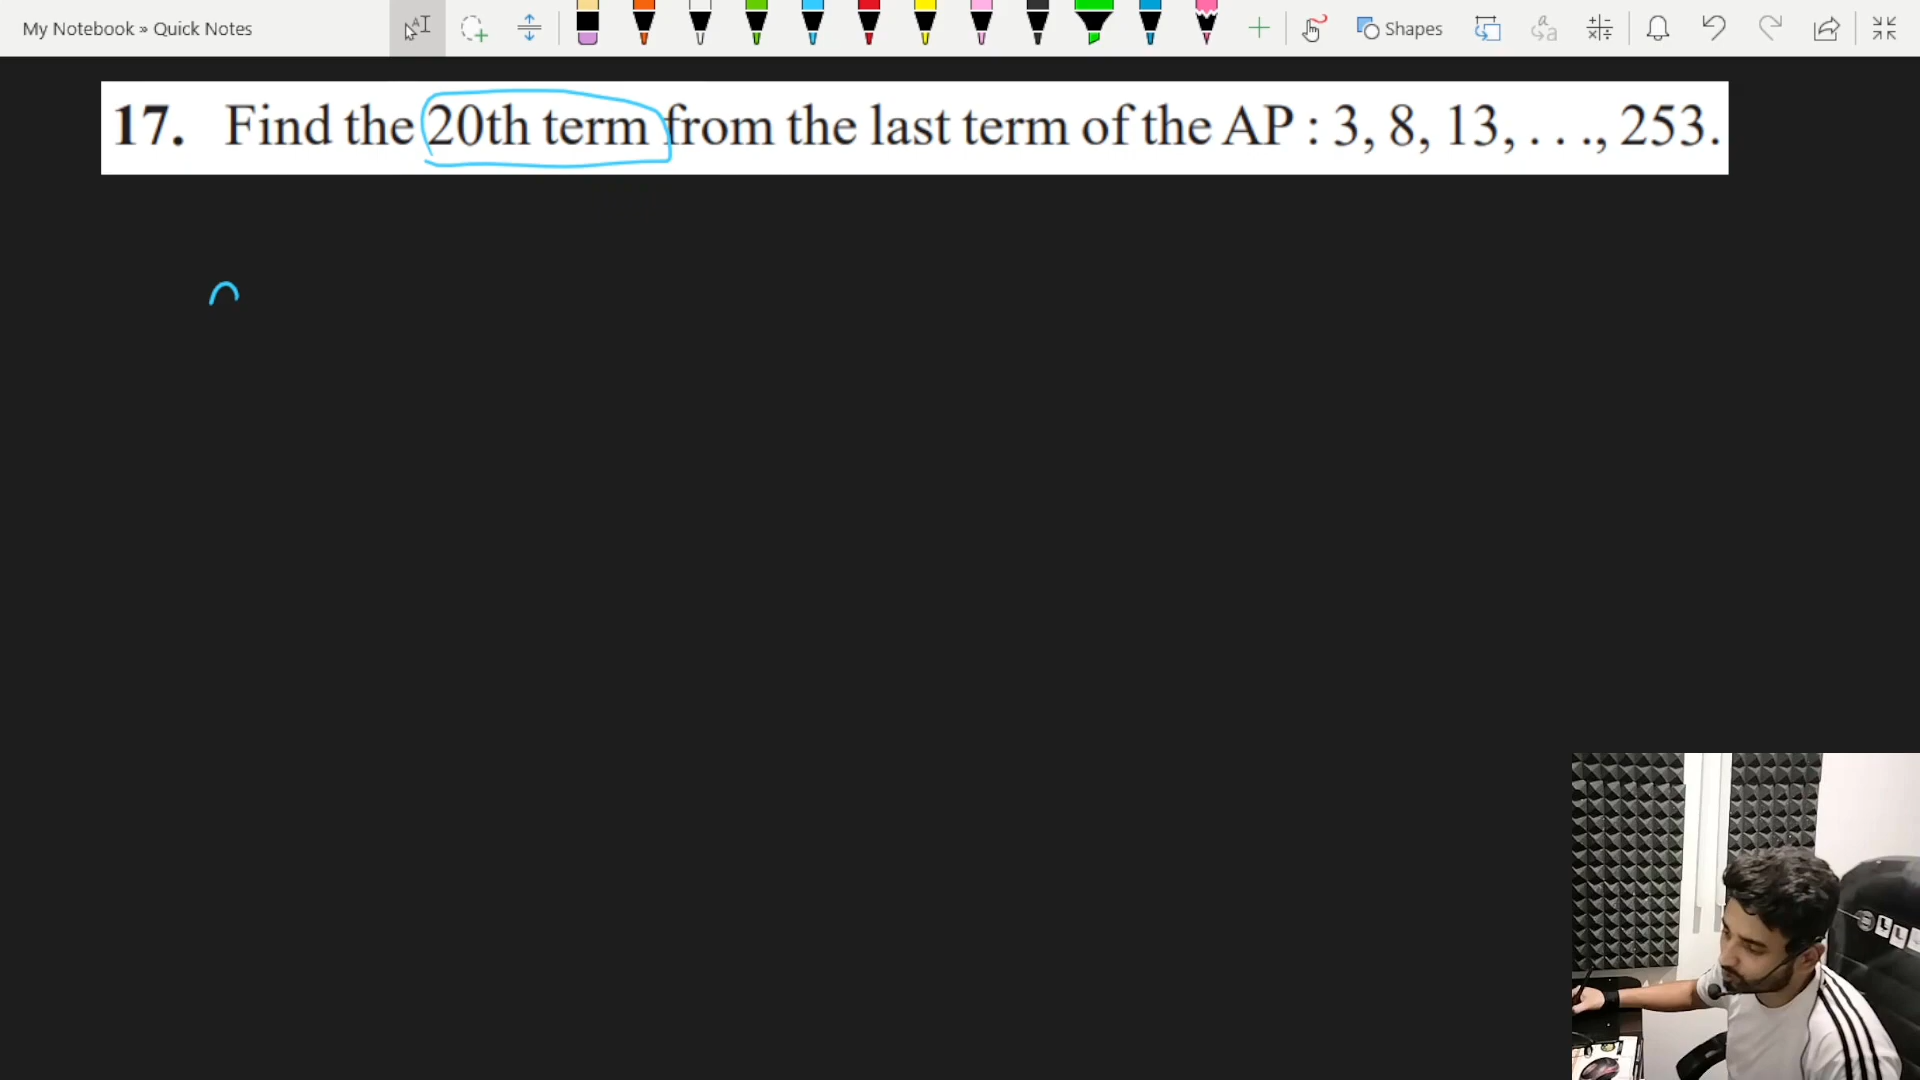 My Notebook » Quick Notes
Shapes
17. Find the 20th term from the last term of the AP : 3, 8, 13, . . ., 253.